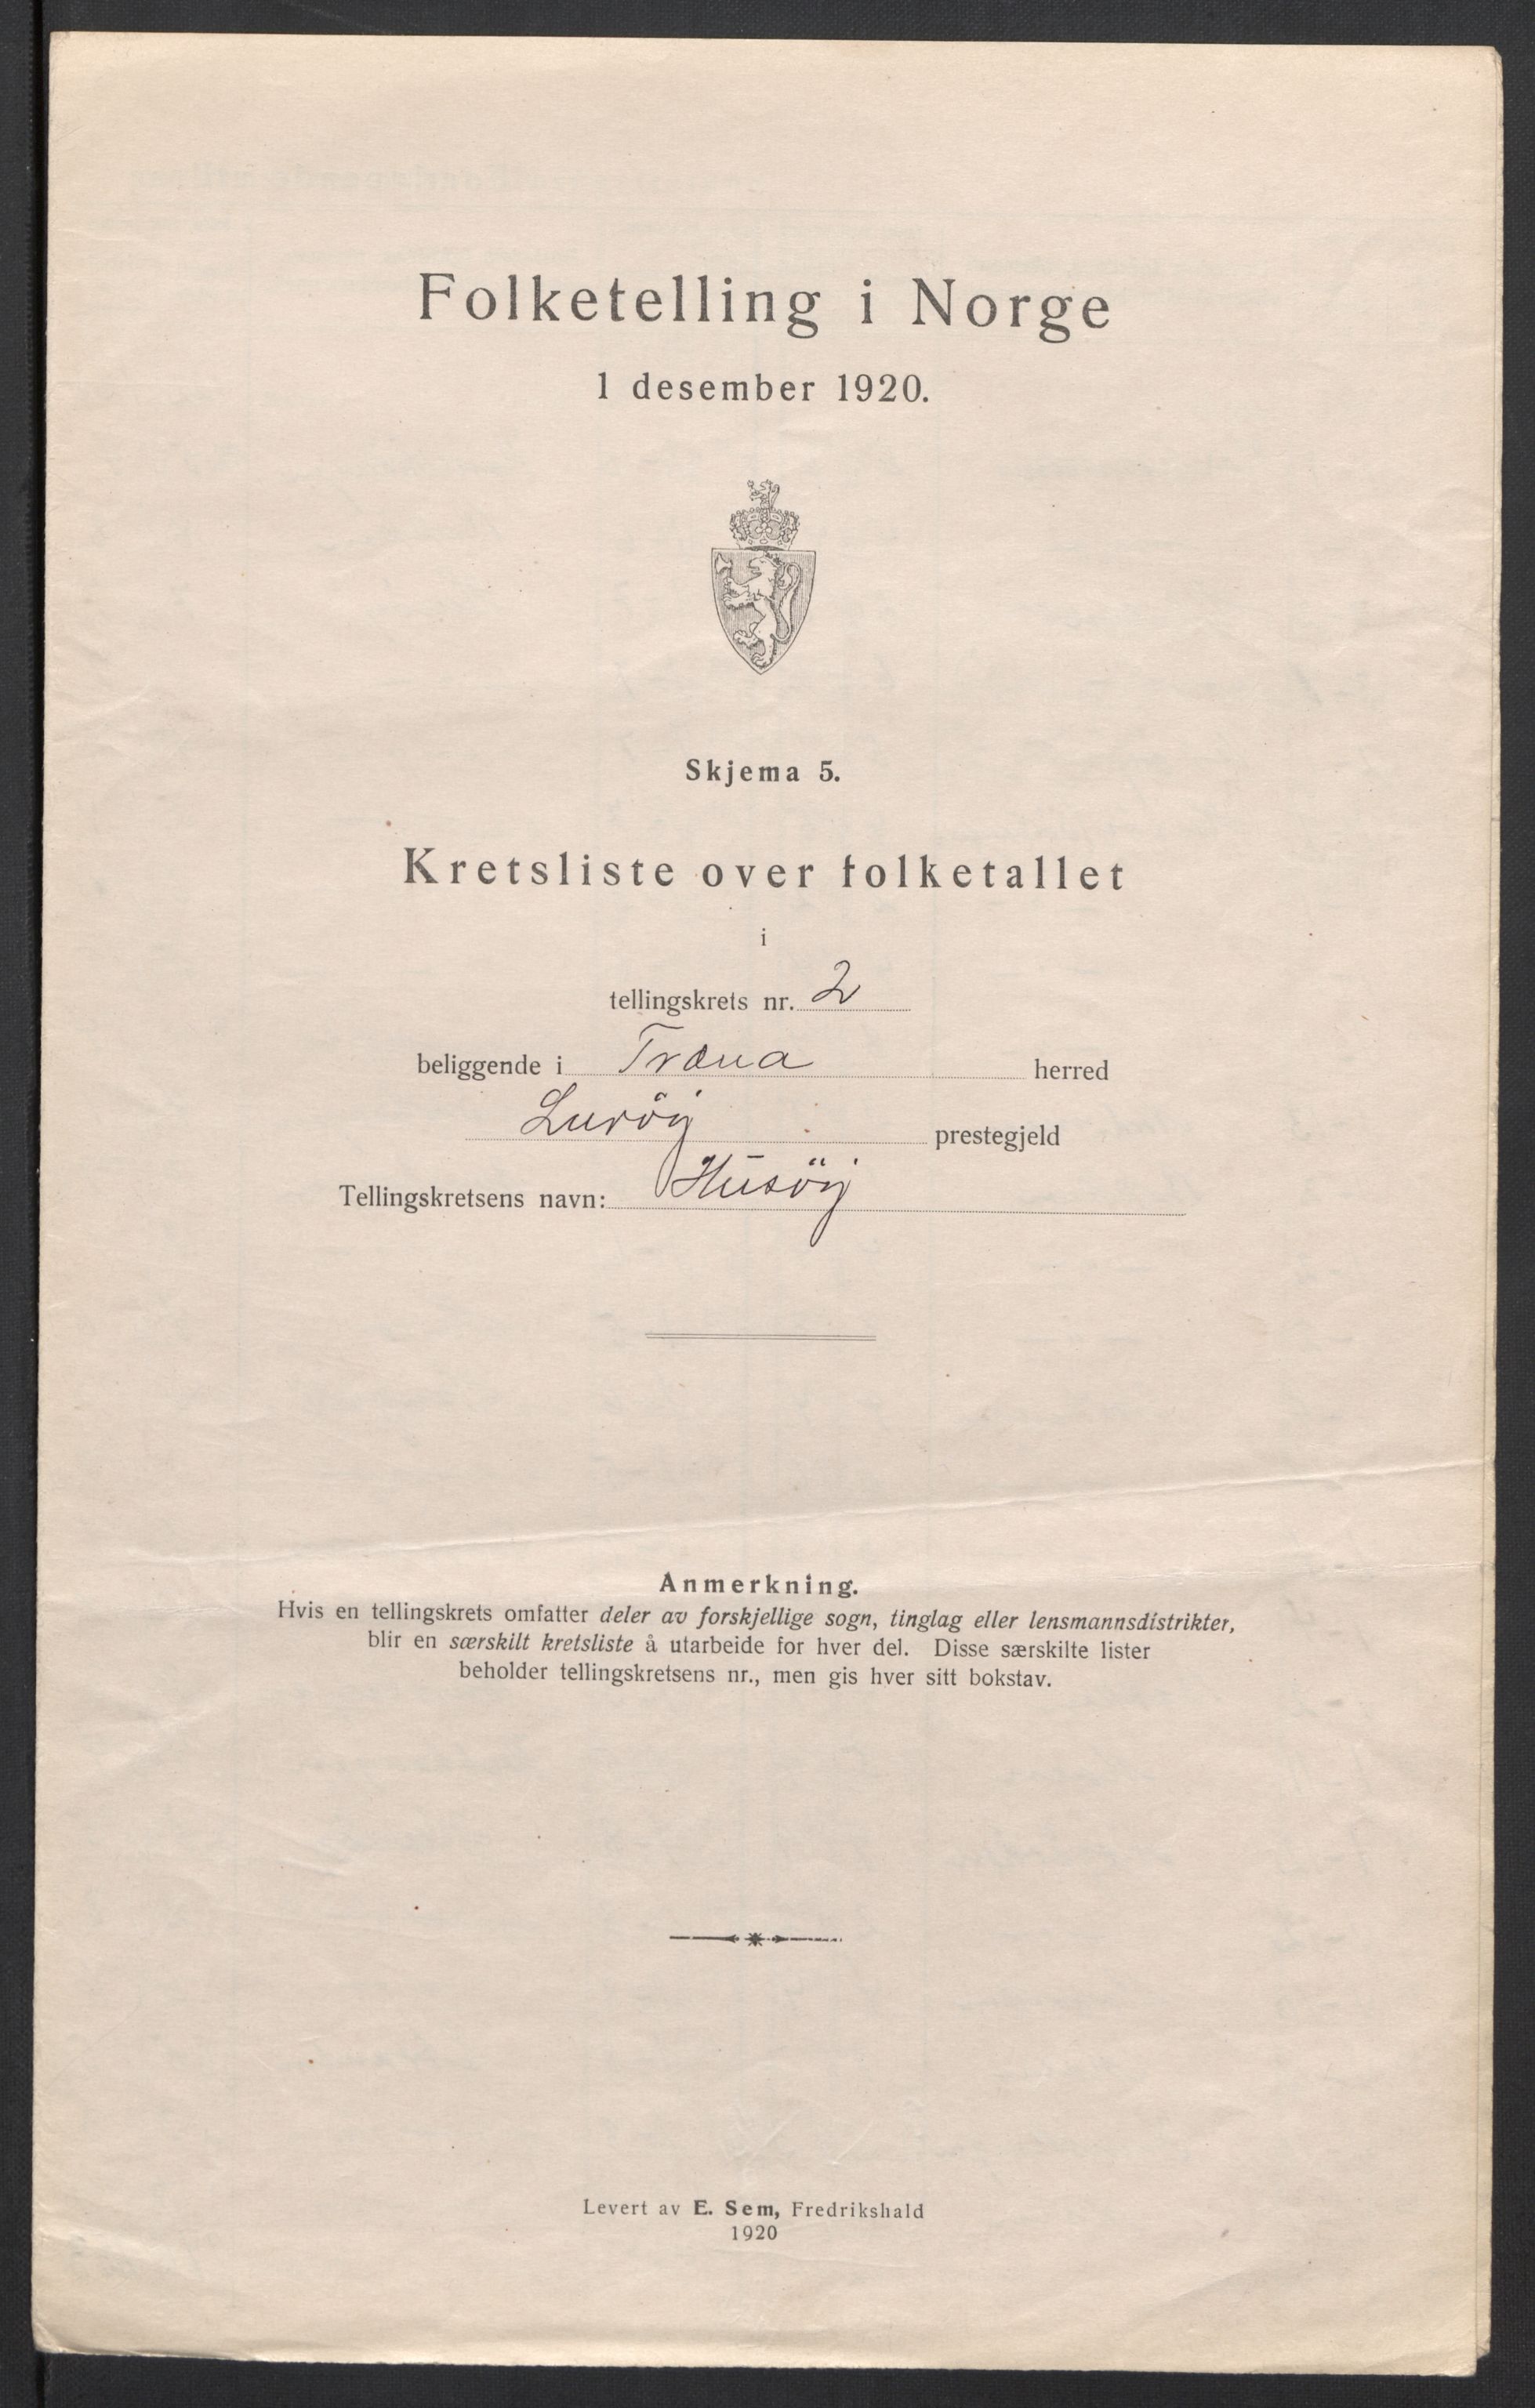 Folketelling i Norge
1 desember 1920.
Skjema 5.
Kretsliste over folketallet
i
tellingskrets nr. 2
beliggende i Træna herred
Luröy prestegjeld
Tellingskretsens navn: Husöy
Anmerkning.
Hvis en tellingskrets omfatter deler av forskjellige sogn, tinglag eller lensmannsdistrikter,
blir en særskilt kretsliste å utarbeide for hver del. Disse særskilte lister
beholder tellingskretsens nr., men gis hver sitt bokstav.
Levert av E. Sem, Fredrikshald
1920